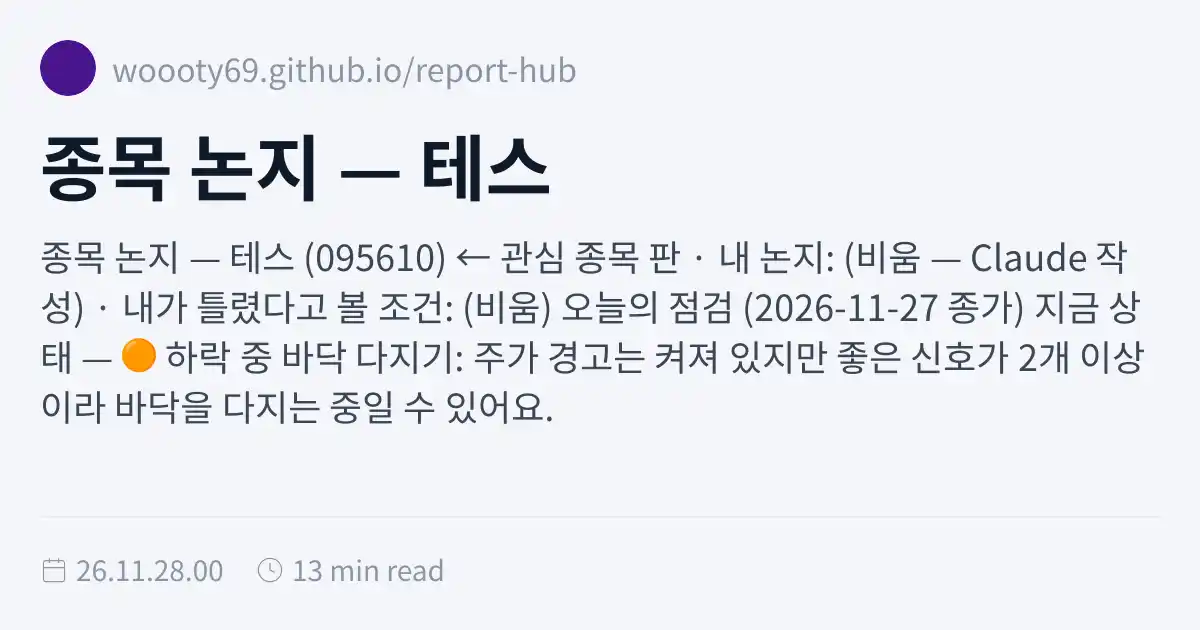 woooty69.github.io/report-hub
종목 논지 — 테스
종목 논지 — 테스 (095610) ← 관심 종목 판 · 내 논지: (비움 — Claude 작
성) · 내가 틀렸다고 볼 조건: (비움) 오늘의 점검 (2026-11-27 종가) 지금 상
태 — 🟠 하락 중 바닥 다지기: 주가 경고는 켜져 있지만 좋은 신호가 2개 이상
이라 바닥을 다지는 중일 수 있어요.
26.11.28.00 13 min read